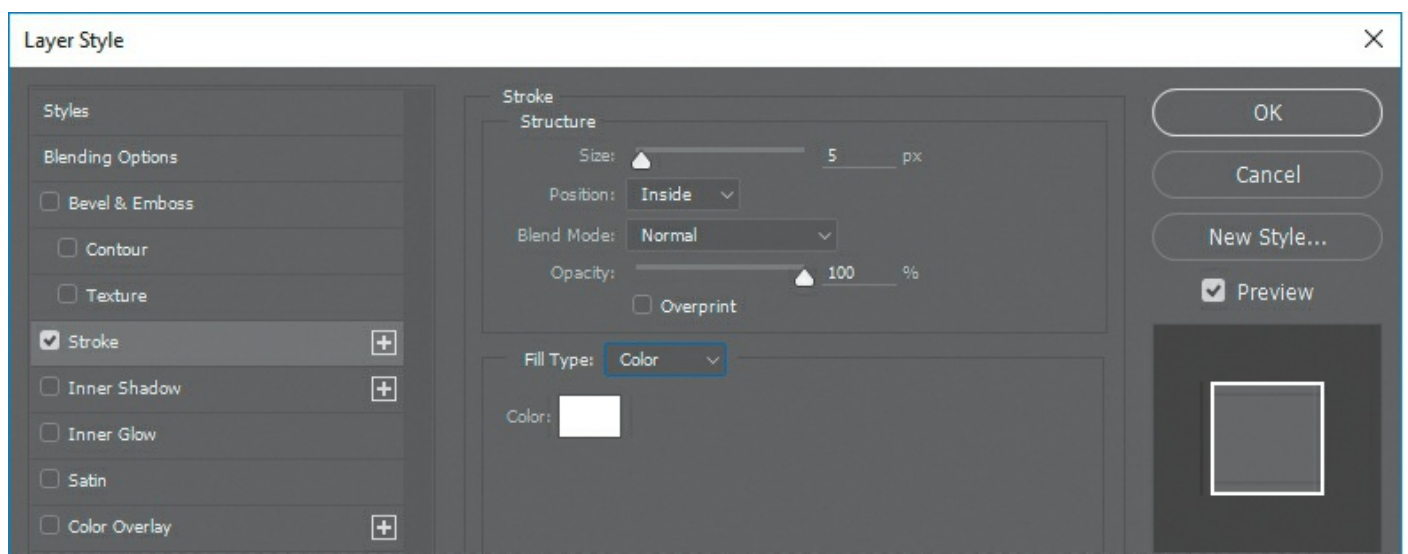 Layer Style
Styles
Blending Options
Bevel & Emboss
Contour
Texture
Stroke
Inner Shadow
Inner Glow
Satin
Color Overlay
Stroke
Structure
Size: 5 px
Position: Inside
Blend Mode: Normal
Opacity: 100 %
Overprint
Fill Type: Color
Color:
OK
Cancel
New Style...
Preview